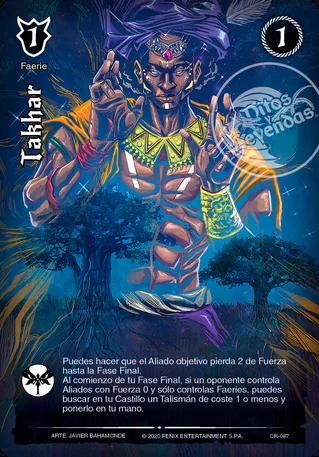 1
1
Faerie
Takhar
Mitos
Leyendas
Puedes hacer que el Aliado objetivo pierda 2 de Fuerza
hasta la Fase Final.
Al comienzo de tu Fase Final, si un oponente controla
Aliados con Fuerza 0 y sólo controlas Faeries, puedes
buscar en tu Castillo un Talismán de coste 1 o menos y
ponerlo en tu mano.
ARTE: JAVIER BAHAMONDE © 2020 FENIX ENTERTAINMENT S.P.A. CR-087